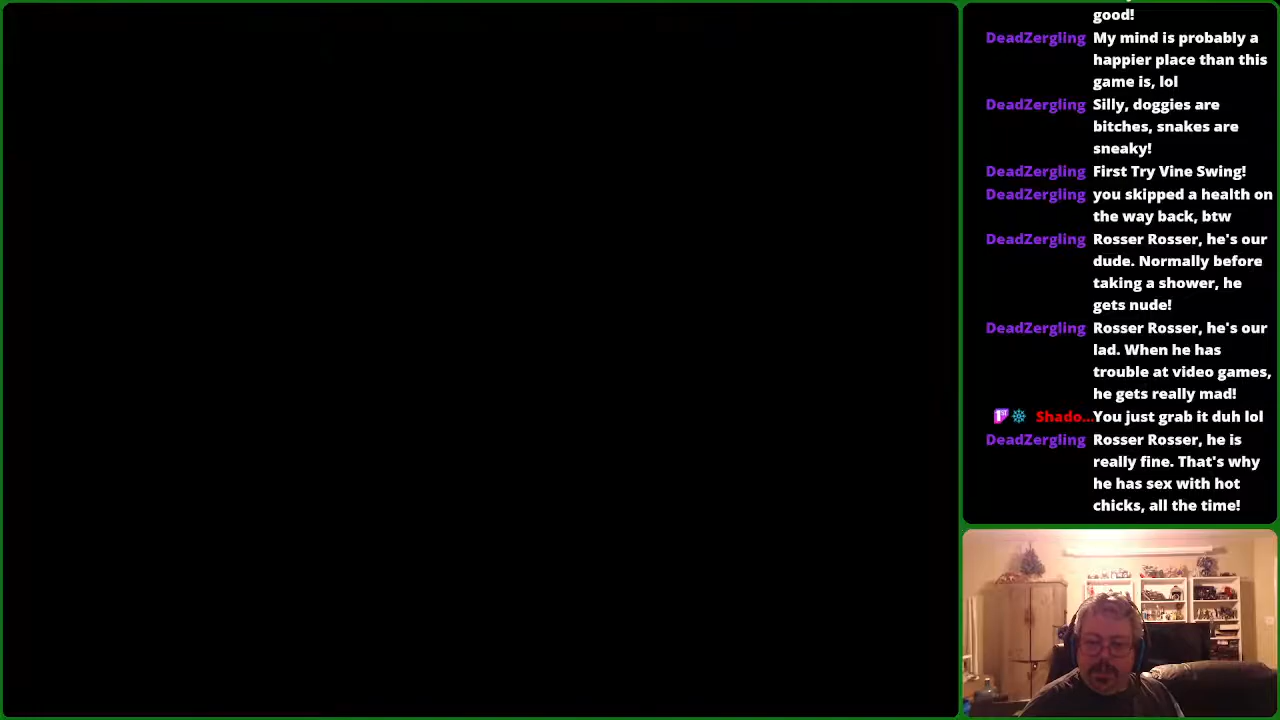 good!
DeadZergling My mind is probably a
happier place than this
game is, lol
DeadZergling Silly, doggies are
bitches, snakes are
sneaky!
DeadZergling First Try Vine Swing!
DeadZergling you skipped a health on
the way back, btw
DeadZergling Rosser Rosser, he's our
dude. Normally before
taking a shower, he
gets nude!
DeadZergling Rosser Rosser, he's our
lad. When he has
trouble at video games,
he gets really mad!
1ST Shado... You just grab it duh lol
DeadZergling Rosser Rosser, he is
really fine. That's why
he has sex with hot
chicks, all the time!